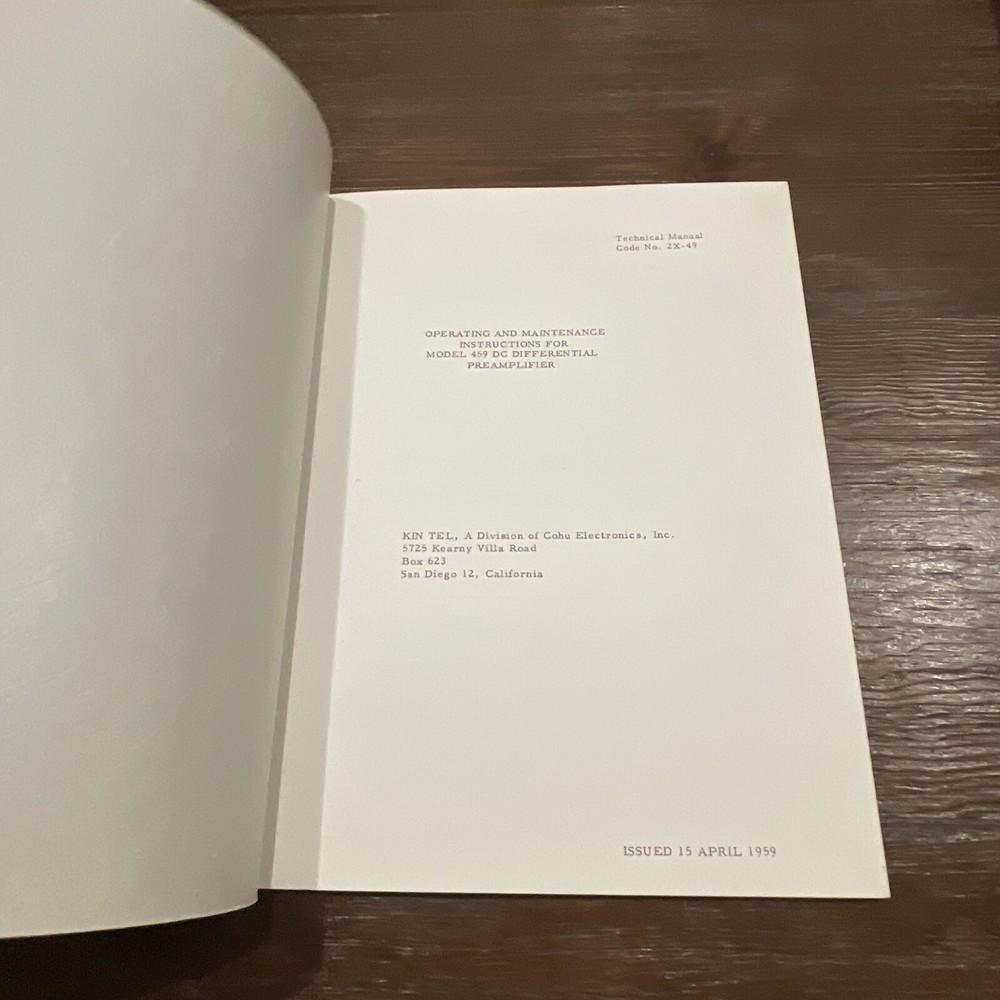 Technical Manual
Code No. 2X-49
OPERATING AND MAINTENANCE
INSTRUCTIONS FOR
MODEL 459 DC DIFFERENTIAL
PREAMPLIFIER
KIN TEL, A Division of Cohu Electronics, Inc.
5725 Kearny Villa Road
Box 623
San Diego 12, California
ISSUED 15 APRIL 1959